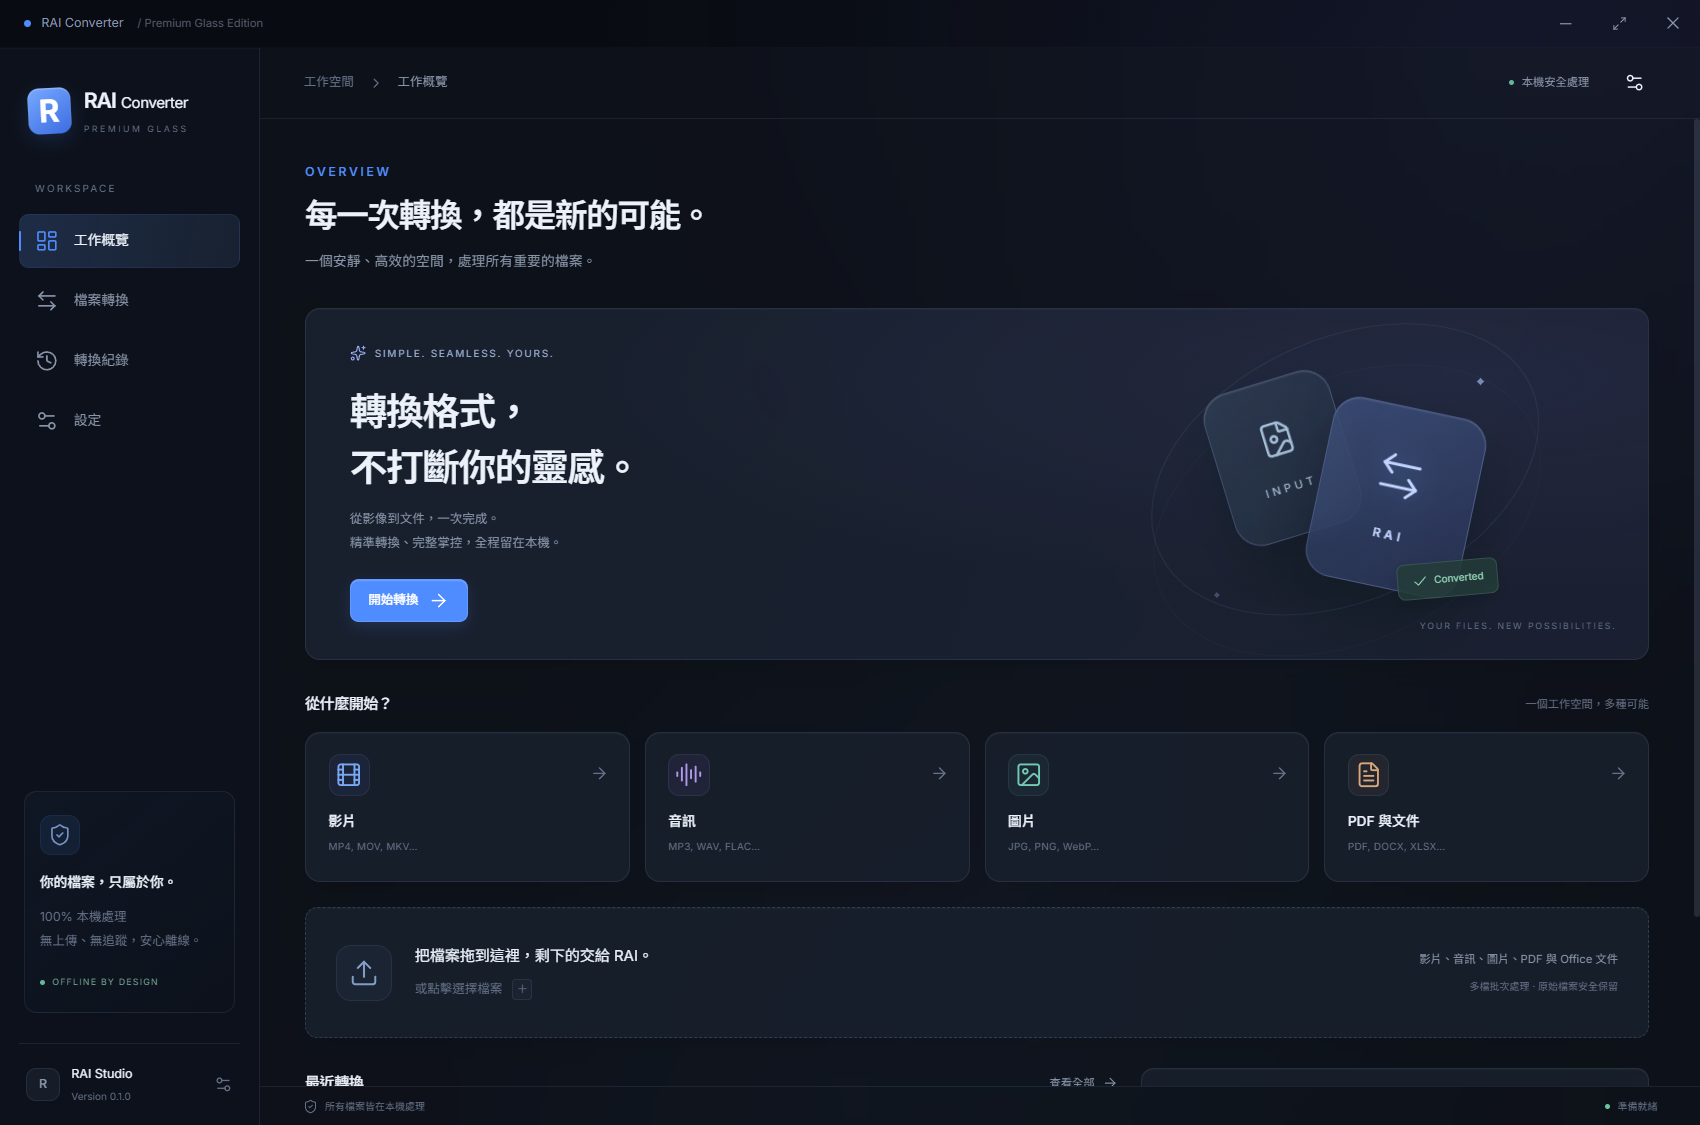 RAI Converter / Premium Glass Edition
R
RAI Converter
PREMIUM GLASS
WORKSPACE
工作概覽
檔案轉換
轉換紀錄
設定
你的檔案，只屬於你。
100% 本機處理
無上傳、無追蹤，安心離線。
OFFLINE BY DESIGN
R
RAI Studio
Version 0.1.0
工作空間
工作概覽
本機安全處理
OVERVIEW
每一次轉換，都是新的可能。
一個安靜、高效的空間，處理所有重要的檔案。
SIMPLE. SEAMLESS. YOURS.
轉換格式，
不打斷你的靈感。
從影像到文件，一次完成。
精準轉換、完整掌控，全程留在本機。
開始轉換
INPUT
RAI
Converted
YOUR FILES. NEW POSSIBILITIES.
從什麼開始？
一個工作空間，多種可能
影片
MP4, MOV, MKV...
音訊
MP3, WAV, FLAC...
圖片
JPG, PNG, WebP...
PDF 與文件
PDF, DOCX, XLSX...
把檔案拖到這裡，剩下的交給 RAI。
或點擊選擇檔案
影片、音訊、圖片、PDF 與 Office 文件
多檔批次處理 · 原始檔案安全保留
最近轉換
查看全部
所有檔案皆在本機處理
準備就緒